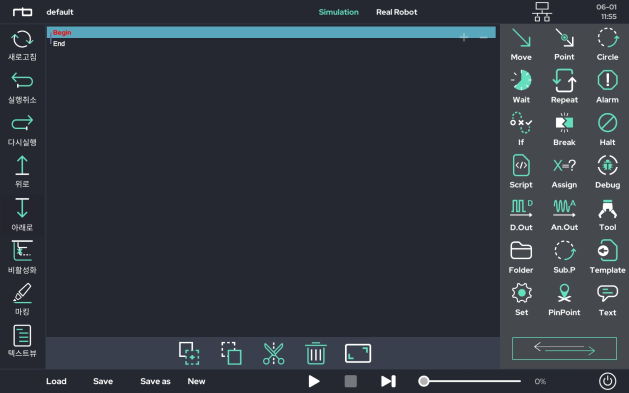 default
Simulation
Real Robot
06-01
11:55
새로고침
실행취소
다시실행
위로
아래로
비활성화
마킹
텍스트뷰
Begin
End
Move
Point
Circle
Wait
Repeat
Alarm
If
Break
Halt
Script
Assign
Debug
D.Out
An.Out
Tool
Folder
Sub.P
Template
Set
PinPoint
Text
Load
Save
Save as
New
0%